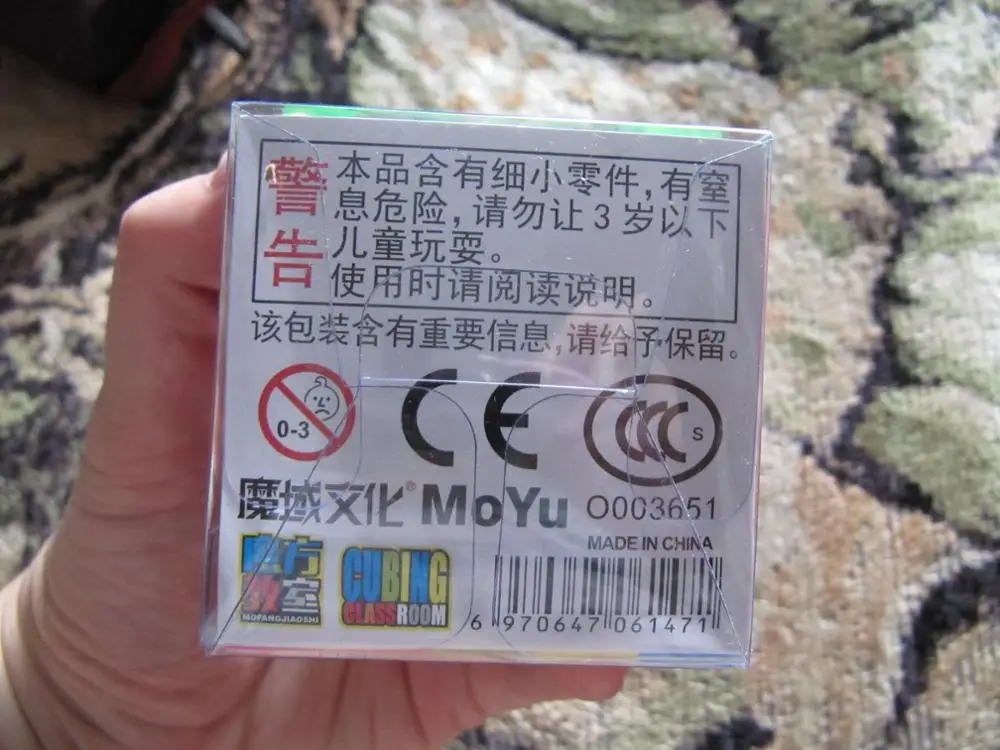 警告
本品含有细小零件，有窒
息危险，请勿让3岁以下
儿童玩耍。
使用时请阅读说明。
该包装含有重要信息，请给予保留。
0-3
CE
CCC S
魔域文化® MoYu O003651
MADE IN CHINA
魔方
教室
MOFANGJIAOSHI
CUBING
CLASSROOM
6 970647 061471